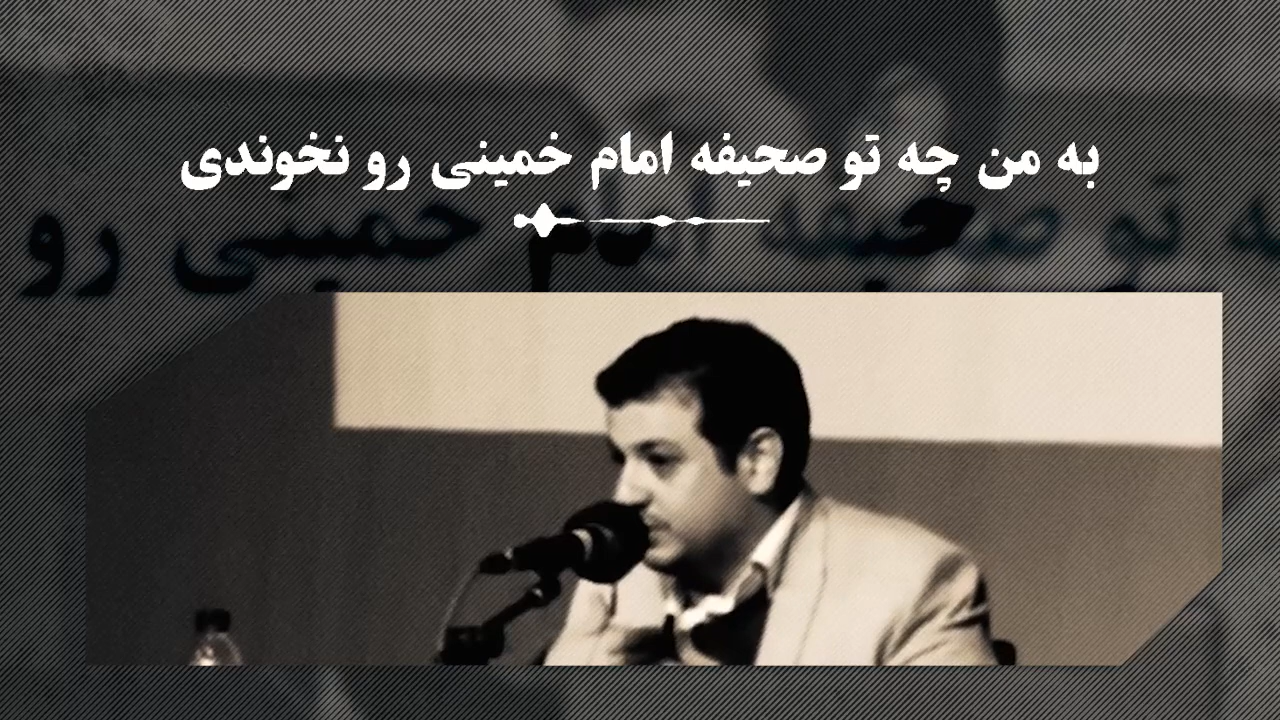 به من چه تو صحیفه امام خمینی رو نخوندی